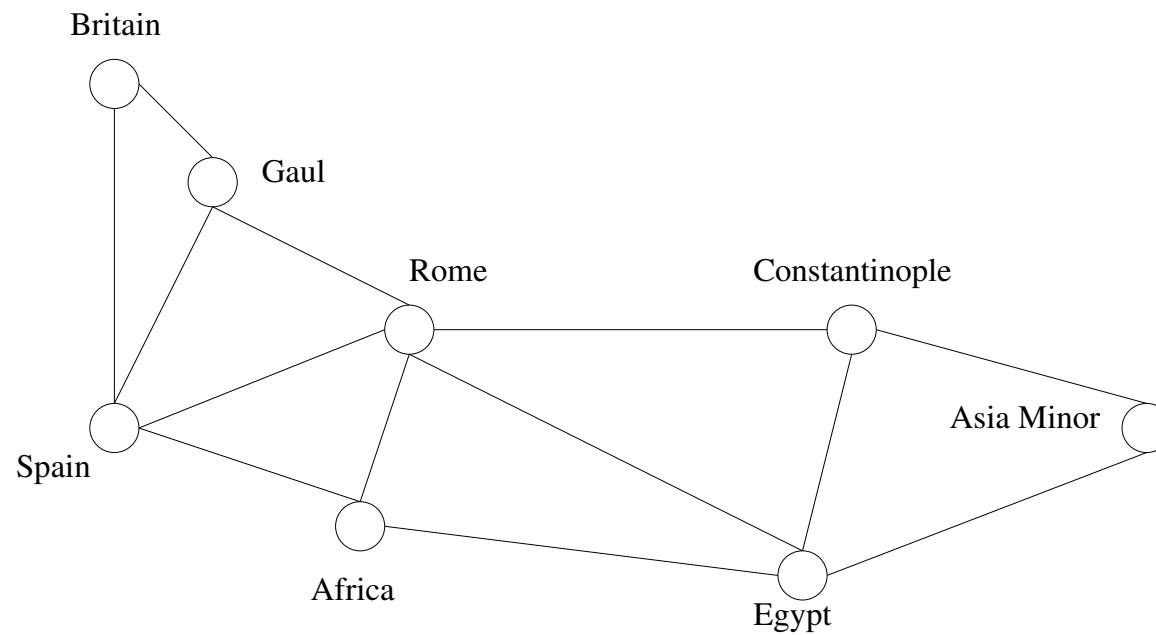 Britain
Gaul
Rome
Constantinople
Asia Minor
Spain
Africa
Egypt